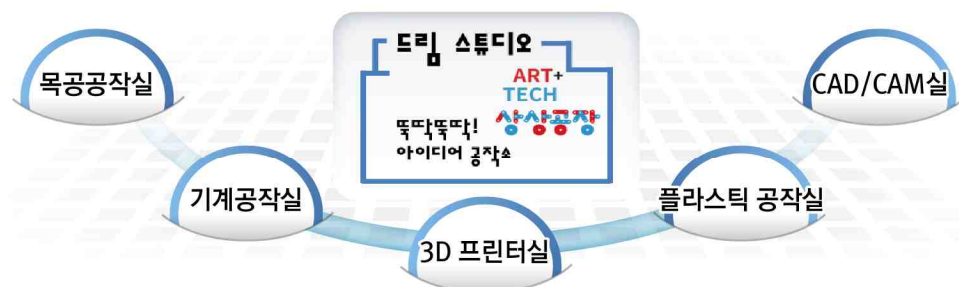 드림 스튜디오
ART+
TECH
상상공장
뚝딱뚝딱!
아이디어 공작소
목공공작실
기계공작실
3D 프린터실
플라스틱 공작실
CAD/CAM실